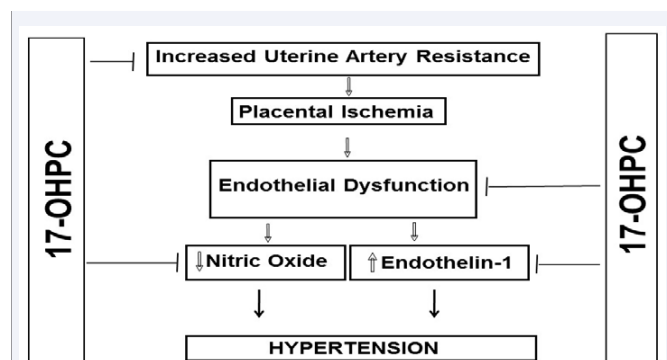 17-OHPC
Increased Uterine Artery Resistance
Placental Ischemia
Endothelial Dysfunction
↓Nitric Oxide
↑Endothelin-1
HYPERTENSION
17-OHPC